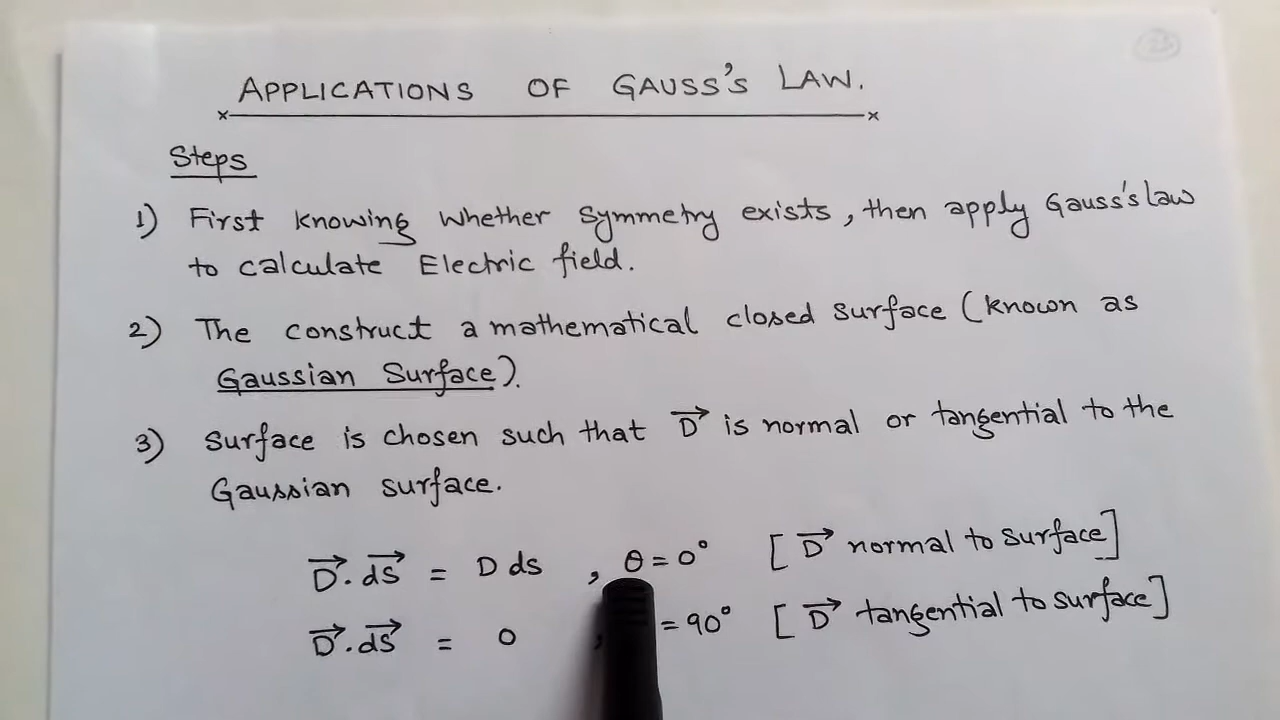 APPLICATIONS OF GAUSS'S LAW.
Steps
1) First knowing whether symmetry exists, then apply Gauss's law
to calculate Electric field.
2) The construct a mathematical closed surface (known as
Gaussian Surface).
3) Surface is chosen such that D⃗ is normal or tangential to the
Gaussian surface.
D⃗. ds⃗ = D ds , θ = 0° [ D⃗ normal to surface]
D⃗. ds⃗ = 0 , = 90° [ D⃗ tangential to surface]